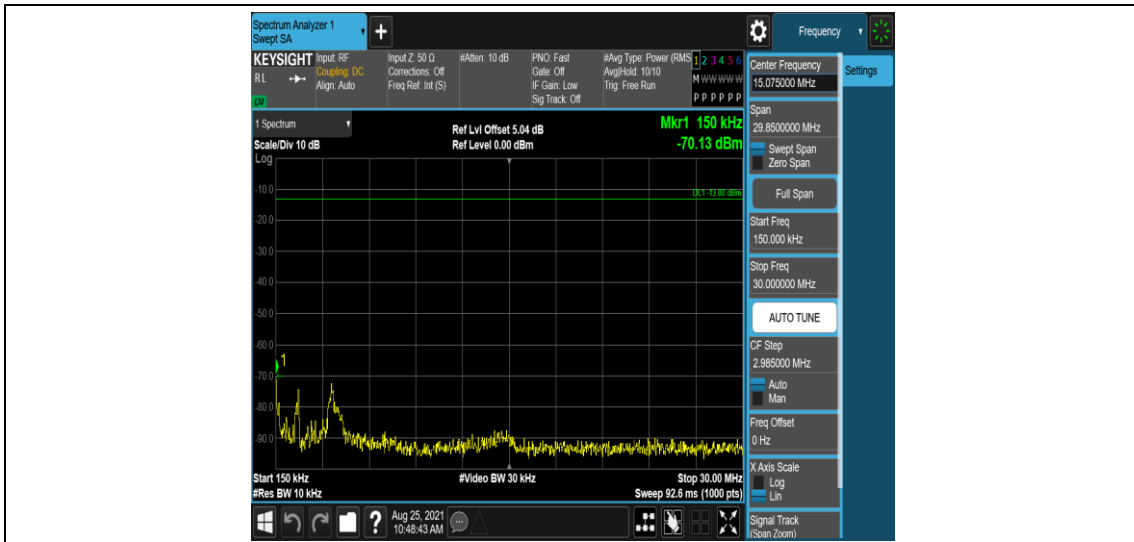 Spectrum Analyzer 1
Swept SA
+
Frequency
KEYSIGHT
RL
LXI
Input: RF
Coupling: DC
Align: Auto
Input Z: 50 Ω
Corrections: Off
Freq Ref: Int (S)
#Atten: 10 dB
PNO: Fast
Gate: Off
IF Gain: Low
Sig Track: Off
#Avg Type: Power (RMS
Avg|Hold: 10/10
Trig: Free Run
1 2 3 4 5 6
M W W W W W
P P P P P P
1 Spectrum
Scale/Div 10 dB
Log
Ref Lvl Offset 5.04 dB
Ref Level 0.00 dBm
Mkr1 150 kHz
-70.13 dBm
DL1 -13.00 dBm
-10.0
-20.0
-30.0
-40.0
-50.0
-60.0
-70.0
-80.0
-90.0
1
Start 150 kHz
#Res BW 10 kHz
#Video BW 30 kHz
Stop 30.00 MHz
Sweep 92.6 ms (1000 pts)
Center Frequency
15.075000 MHz
Settings
Span
29.8500000 MHz
Swept Span
Zero Span
Full Span
Start Freq
150.000 kHz
Stop Freq
30.000000 MHz
AUTO TUNE
CF Step
2.985000 MHz
Auto
Man
Freq Offset
0 Hz
X Axis Scale
Log
Lin
Signal Track
(Span Zoom)
?
Aug 25, 2021
10:48:43 AM